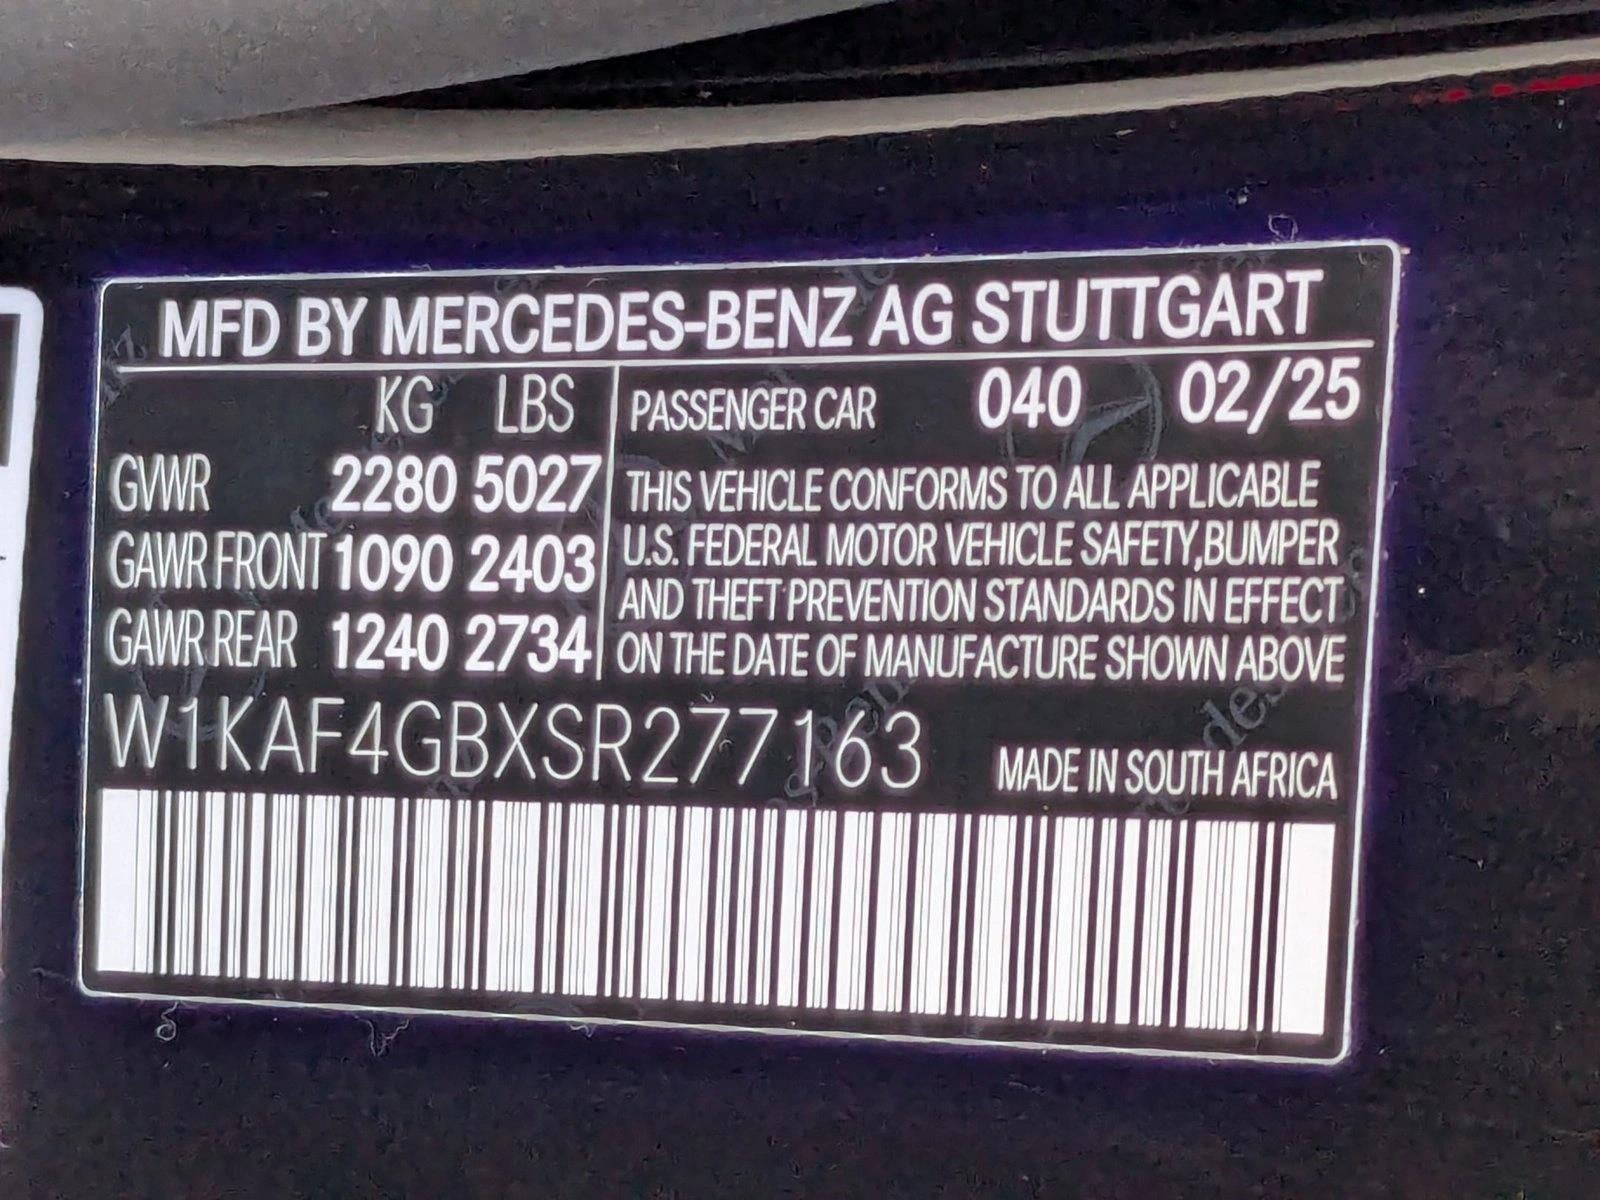 MFD BY MERCEDES-BENZ AG STUTTGART
KG LBS
GVWR 2280 5027
GAWR FRONT 1090 2403
GAWR REAR 1240 2734
PASSENGER CAR 040 02/25
THIS VEHICLE CONFORMS TO ALL APPLICABLE
U.S. FEDERAL MOTOR VEHICLE SAFETY,BUMPER
AND THEFT PREVENTION STANDARDS IN EFFECT
ON THE DATE OF MANUFACTURE SHOWN ABOVE
W1KAF4GBXSR277163
MADE IN SOUTH AFRICA